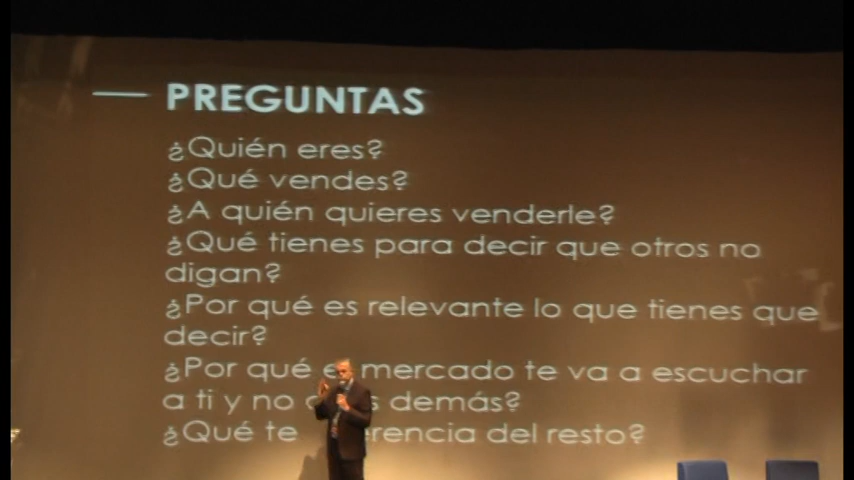 PREGUNTAS
¿Quién eres?
¿Qué vendes?
¿A quién quieres venderle?
¿Qué tienes para decir que otros no
digan?
¿Por qué es relevante lo que tienes que
decir?
¿Por qué mercado te va a escuchar
a ti y no demás?
¿Qué te del resto?